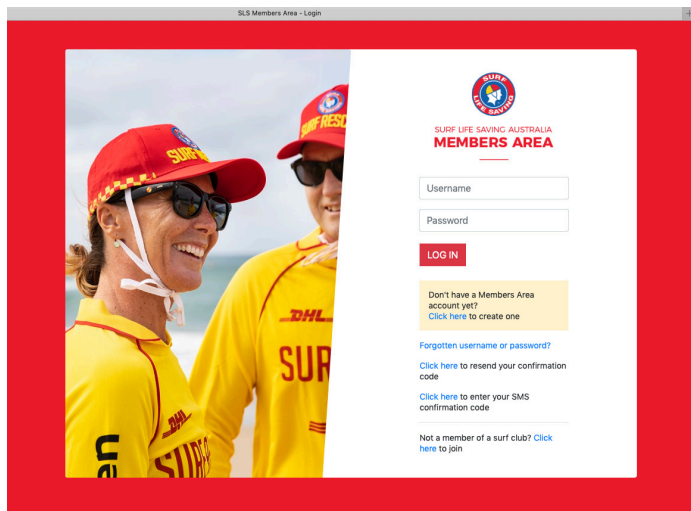 SLS Members Area - Login
SURF
LIFE SAVING
SURF LIFE SAVING AUSTRALIA
MEMBERS AREA
Username
Password
LOG IN
Don't have a Members Area
account yet?
Click here to create one
Forgotten username or password?
Click here to resend your confirmation
code
Click here to enter your SMS
confirmation code
Not a member of a surf club? Click
here to join
SURF
SURF RESC
DHL
SUR
DHL
SURF
en